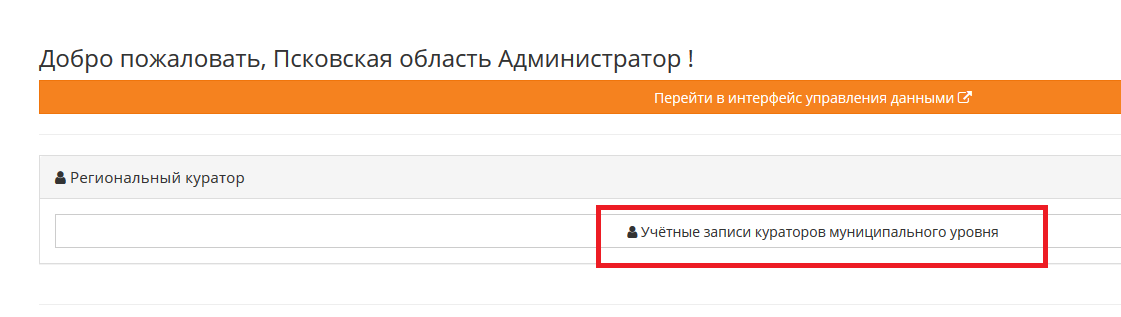 Добро пожаловать, Псковская область Администратор !
Перейти в интерфейс управления данными
Региональный куратор
Учётные записи кураторов муниципального уровня